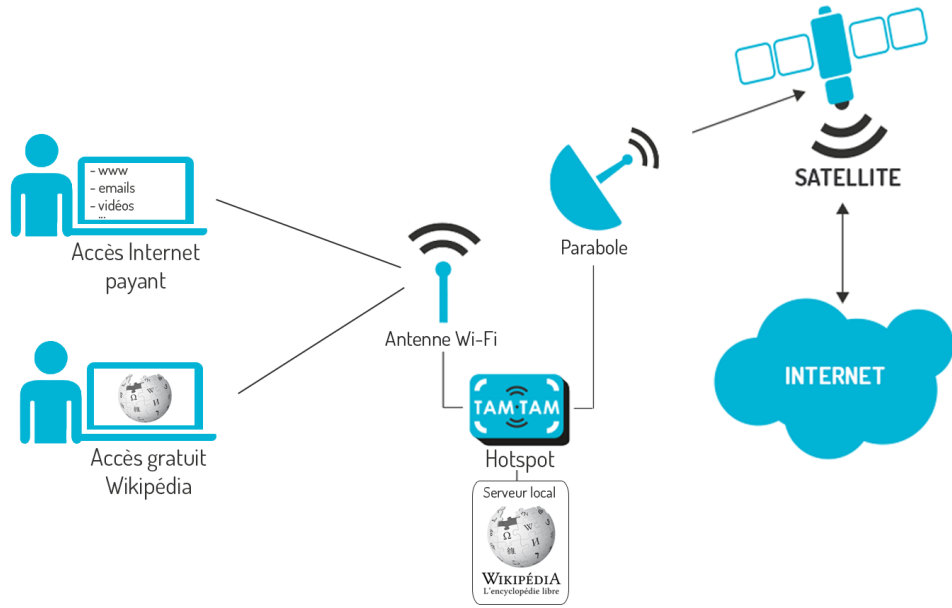 - www
- emails
- vidéos
...
Accès Internet
payant
Accès gratuit
Wikipédia
Antenne Wi-Fi
TAM•TAM
Hotspot
Serveur local
Ω W И 維
WIKIPÉDIA
L'encyclopédie libre
Parabole
SATELLITE
INTERNET